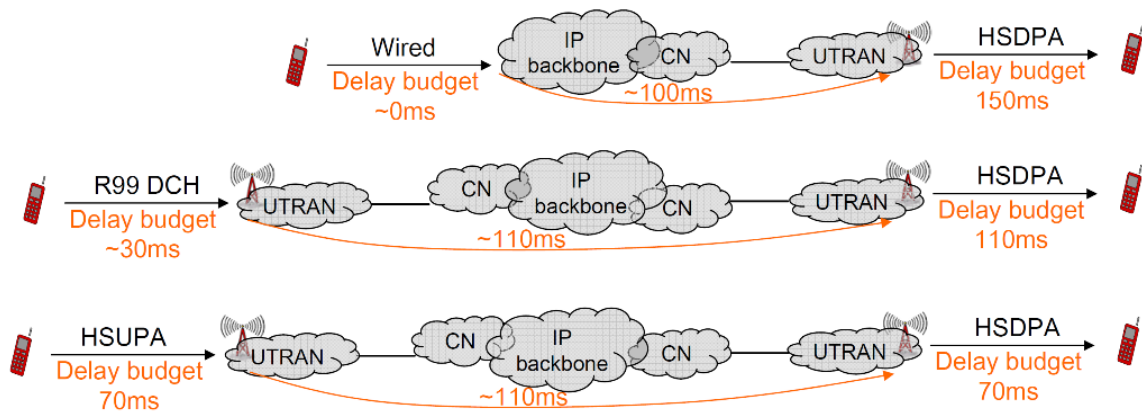 Wired
Delay budget
~0ms
IP
backbone
CN
~100ms
UTRAN
HSDPA
Delay budget
150ms
R99 DCH
Delay budget
~30ms
UTRAN
CN
IP
backbone
CN
~110ms
UTRAN
HSDPA
Delay budget
110ms
HSUPA
Delay budget
70ms
UTRAN
CN
IP
backbone
CN
~110ms
UTRAN
HSDPA
Delay budget
70ms